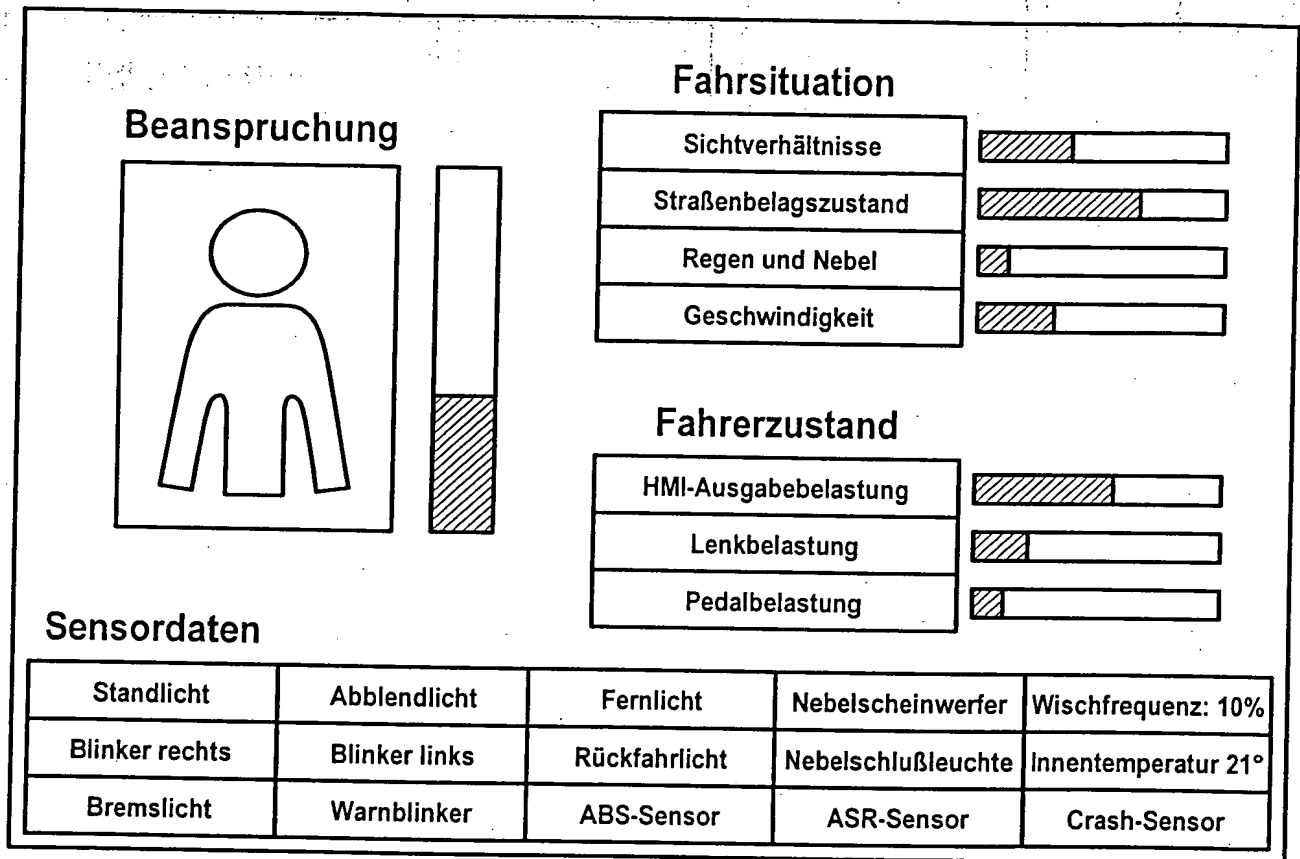 Beanspruchung
Fahrsituation
Sichtverhältnisse
Straßenbelagszustand
Regen und Nebel
Geschwindigkeit
Fahrerzustand
HMI-Ausgabebelastung
Lenkbelastung
Pedalbelastung
Sensordaten
Standlicht Abblendlicht Fernlicht Nebelscheinwerfer Wischfrequenz: 10%
Blinker rechts Blinker links Rückfahrlicht Nebelschlußleuchte Innentemperatur 21°
Bremslicht Warnblinker ABS-Sensor ASR-Sensor Crash-Sensor